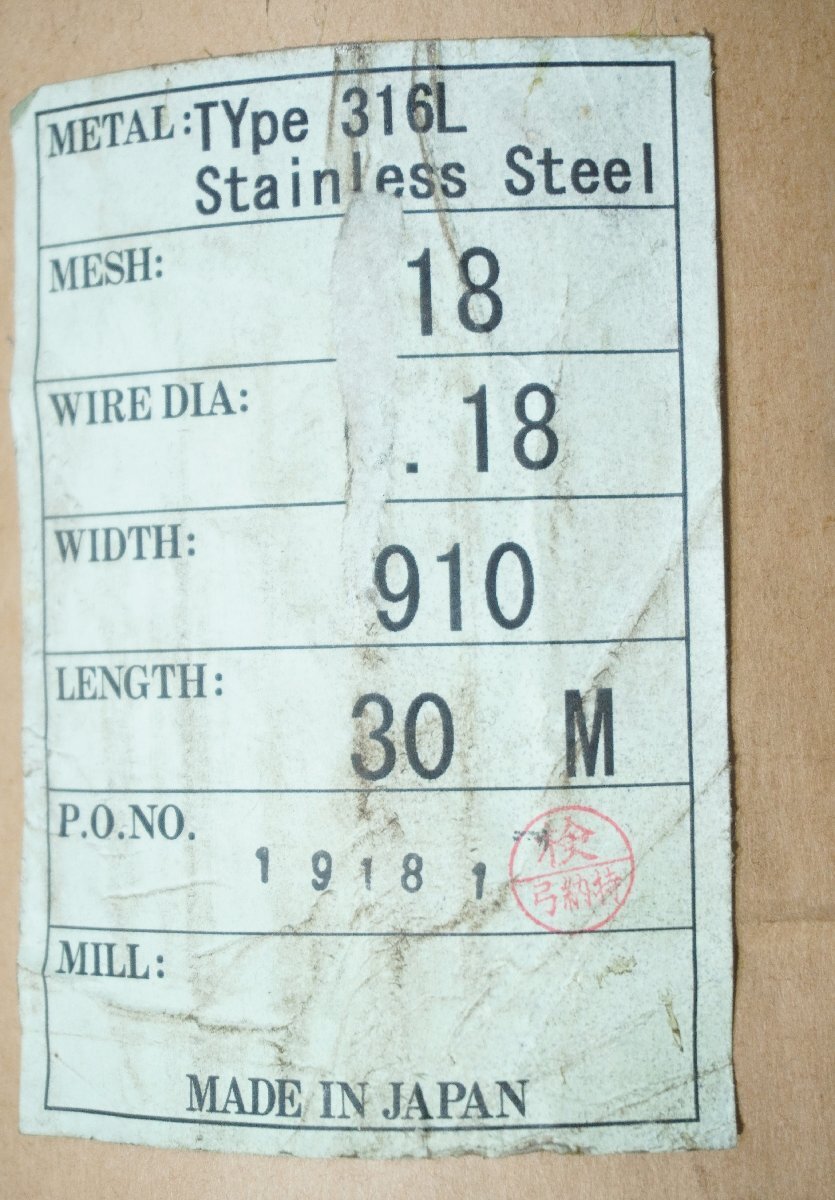 METAL: TYpe 316L
Stainless Steel
MESH: 18
WIRE DIA: .18
WIDTH: 910
LENGTH: 30 M
P.O.NO. 19181
検
MILL:
MADE IN JAPAN